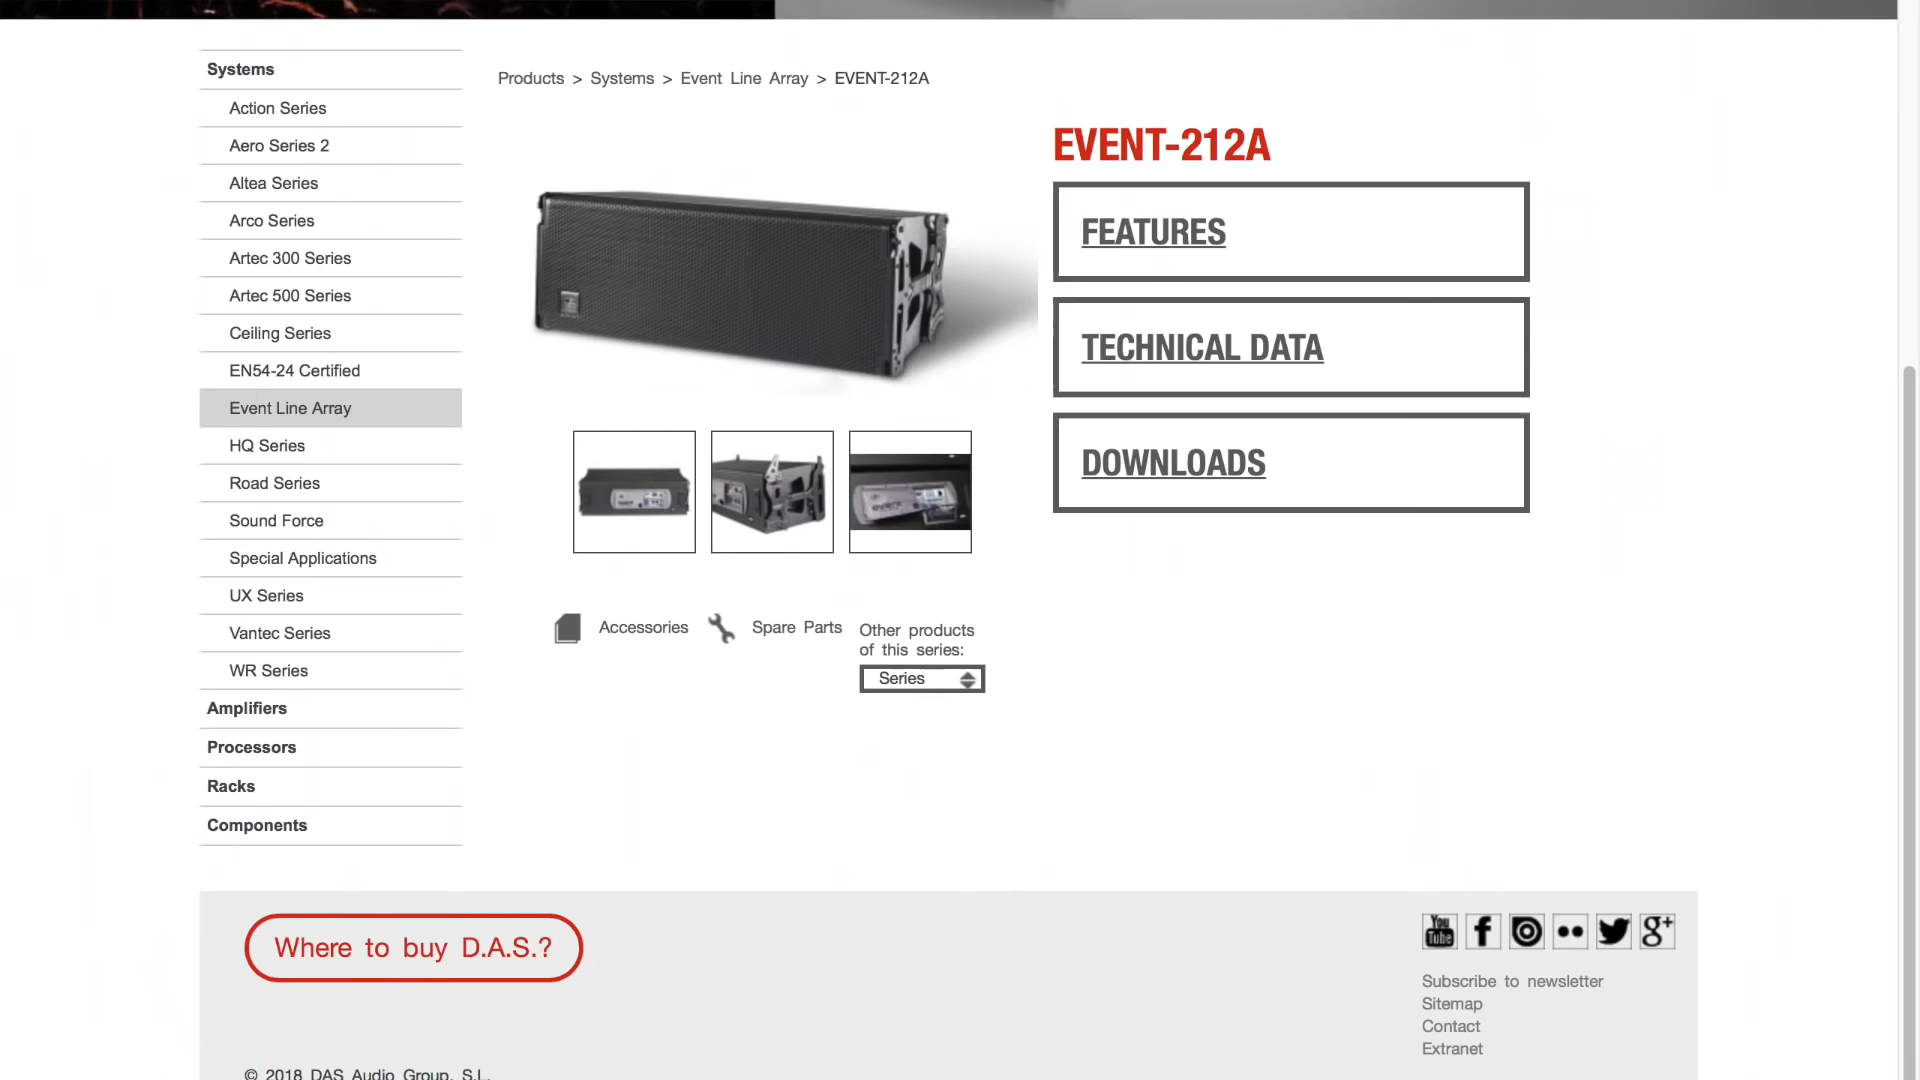 Systems
Action Series
Aero Series 2
Altea Series
Arco Series
Artec 300 Series
Artec 500 Series
Ceiling Series
EN54-24 Certified
Event Line Array
HQ Series
Road Series
Sound Force
Special Applications
UX Series
Vantec Series
WR Series
Amplifiers
Processors
Racks
Components
Products > Systems > Event Line Array > EVENT-212A
EVENT-212A
FEATURES
TECHNICAL DATA
DOWNLOADS
Accessories
Spare Parts
Other products
of this series:
Series
Where to buy D.A.S.?
You
Tube
f
g+
Subscribe to newsletter
Sitemap
Contact
Extranet
© 2018 DAS Audio Group, S.L.